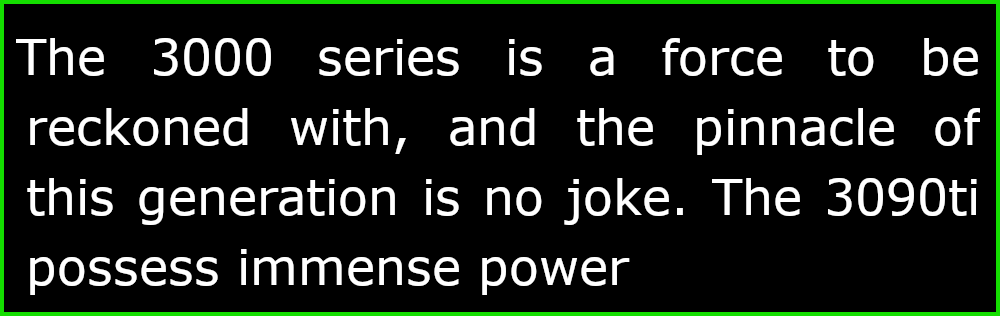 The 3000 series is a force to be
reckoned with, and the pinnacle of
this generation is no joke. The 3090ti
possess immense power